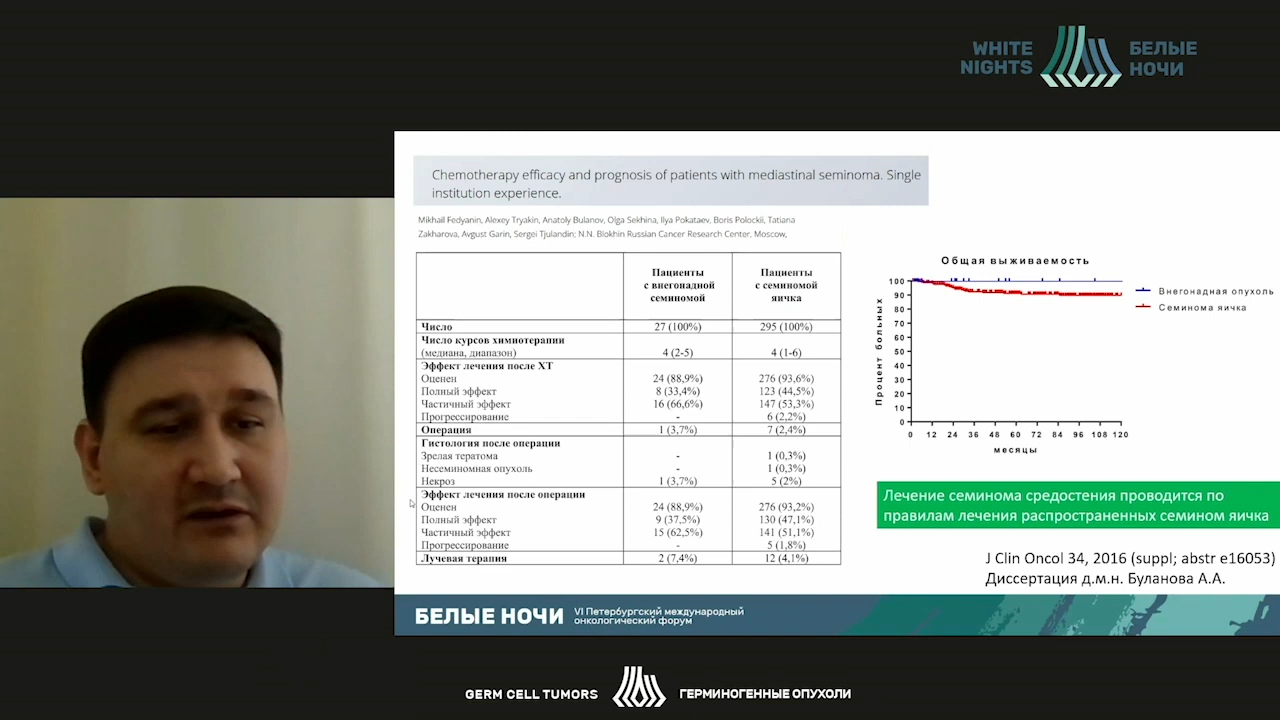 WHITE
NIGHTS
БЕЛЫЕ
НОЧИ
Chemotherapy efficacy and prognosis of patients with mediastinal seminoma. Single
institution experience.
Mikhail Fedyanin, Alexey Tryakin, Anatoly Bulanov, Olga Sekhina, Ilya Pokataev, Boris Polockii, Tatiana
Zakharova, Avgust Garin, Sergei Tjulandin; N.N. Blokhin Russian Cancer Research Center, Moscow,
Пациенты с внегонадной семиномой Пациенты с семиномой яичка
Число 27 (100%) 295 (100%)
Число курсов химиотерапии
(медиана, диапазон) 4 (2-5) 4 (1-6)
Эффект лечения после ХТ
Оценен 24 (88,9%) 276 (93,6%)
Полный эффект 8 (33,4%) 123 (44,5%)
Частичный эффект 16 (66,6%) 147 (53,3%)
Прогрессирование - 6 (2,2%)
Операция 1 (3,7%) 7 (2,4%)
Гистология после операции
Зрелая тератома - 1 (0,3%)
Несеминомная опухоль - 1 (0,3%)
Некроз 1 (3,7%) 5 (2%)
Эффект лечения после операции
Оценен 24 (88,9%) 276 (93,2%)
Полный эффект 9 (37,5%) 130 (47,1%)
Частичный эффект 15 (62,5%) 141 (51,1%)
Прогрессирование - 5 (1,8%)
Лучевая терапия 2 (7,4%) 12 (4,1%)
Общая выживаемость
Процент больных
100
90
80
70
60
50
40
30
20
10
0
0 12 24 36 48 60 72 84 96 108 120
месяцы
Внегонадная опухоль
Семинома яичка
Лечение семинома средостения проводится по
правилам лечения распространенных семином яичка
J Clin Oncol 34, 2016 (suppl; abstr e16053)
Диссертация д.м.н. Буланова А.А.
БЕЛЫЕ НОЧИ
VI Петербургский международный
онкологический форум
GERM CELL TUMORS
ГЕРМИНОГЕННЫЕ ОПУХОЛИ